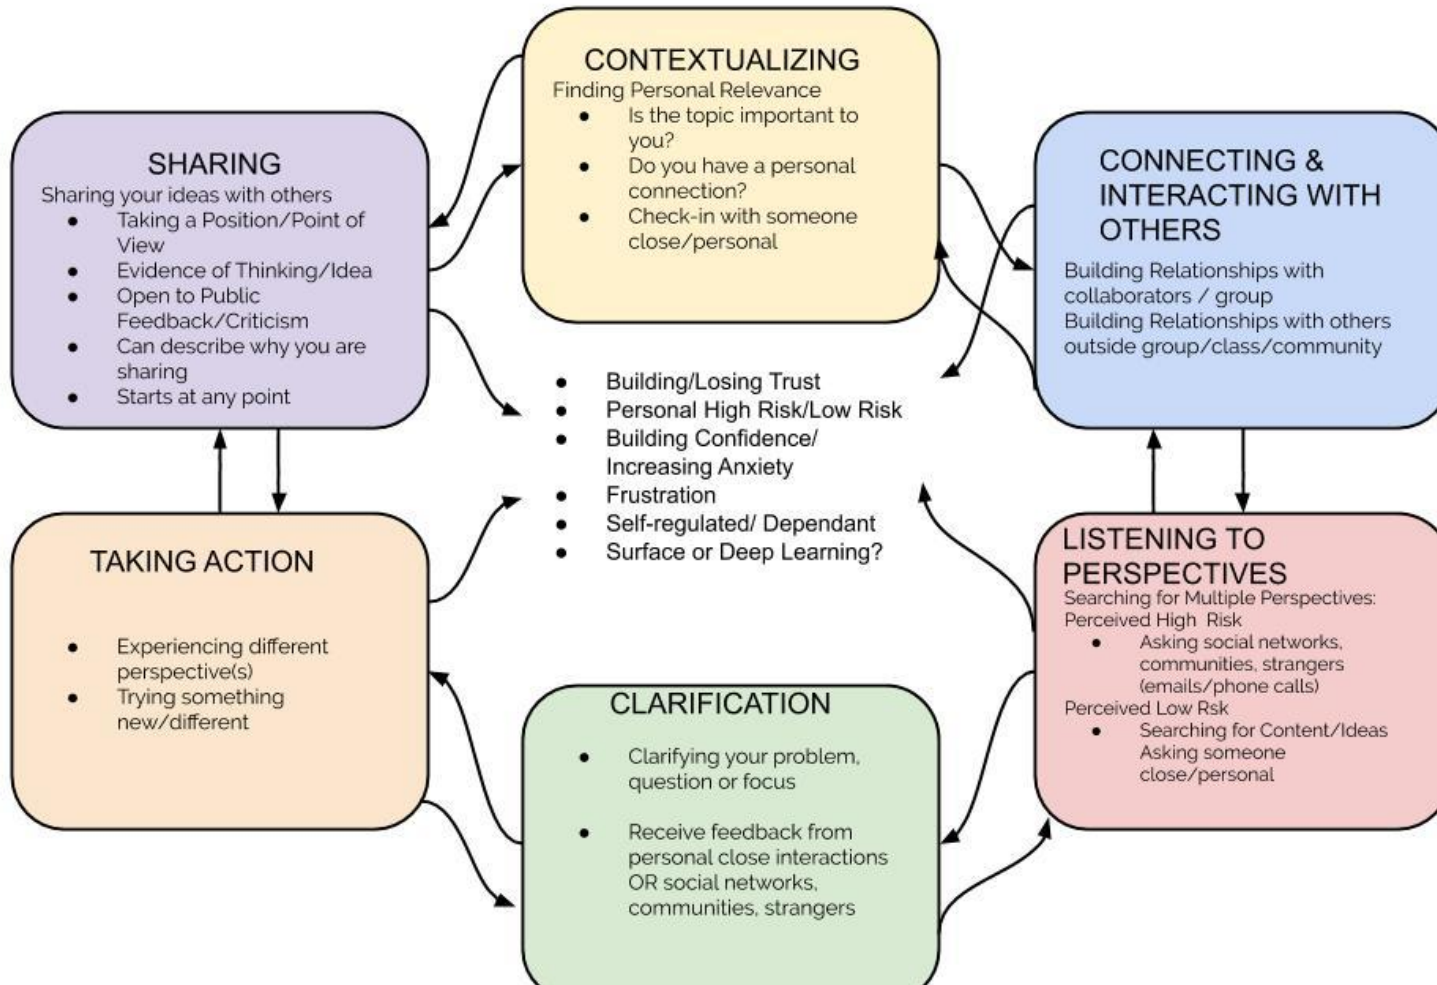 CONTEXTUALIZING
Finding Personal Relevance
● Is the topic important to
you?
● Do you have a personal
connection?
● Check-in with someone
close/personal
SHARING
Sharing your ideas with others
● Taking a Position/Point of
View
● Evidence of Thinking/Idea
● Open to Public
Feedback/Criticism
● Can describe why you are
sharing
● Starts at any point
CONNECTING &
INTERACTING WITH
OTHERS
Building Relationships with
collaborators / group
Building Relationships with others
outside group/class/community
● Building/Losing Trust
● Personal High Risk/Low Risk
● Building Confidence/
Increasing Anxiety
● Frustration
● Self-regulated/ Dependant
● Surface or Deep Learning?
TAKING ACTION
● Experiencing different
perspective(s)
● Trying something
new/different
CLARIFICATION
● Clarifying your problem,
question or focus
● Receive feedback from
personal close interactions
OR social networks,
communities, strangers
LISTENING TO
PERSPECTIVES
Searching for Multiple Perspectives:
Perceived High Risk
● Asking social networks,
communities, strangers
(emails/phone calls)
Perceived Low Rsk
● Searching for Content/Ideas
Asking someone
close/personal